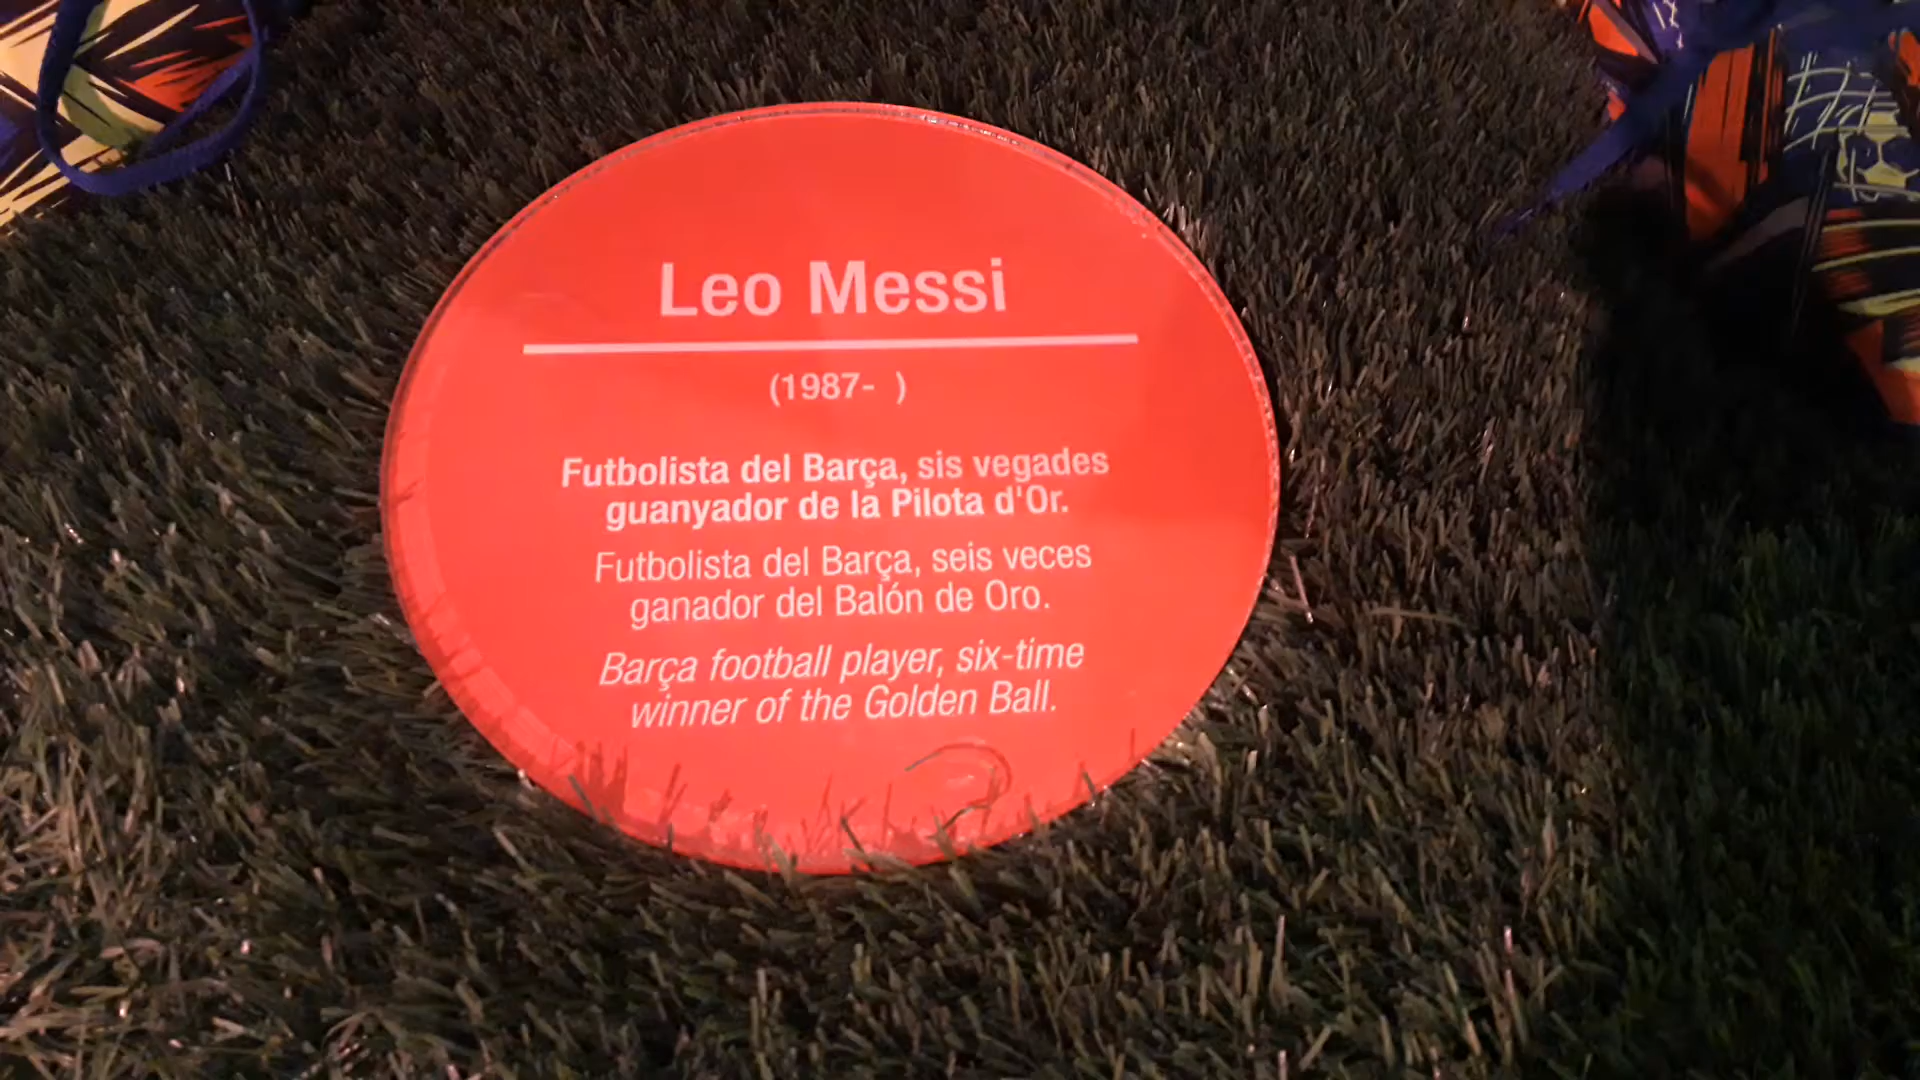 Leo Messi
(1987- )
Futbolista del Barça, sis vegades
guanyador de la Pilota d'Or.
Futbolista del Barça, seis veces
ganador del Balón de Oro.
Barça football player, six-time
winner of the Golden Ball.